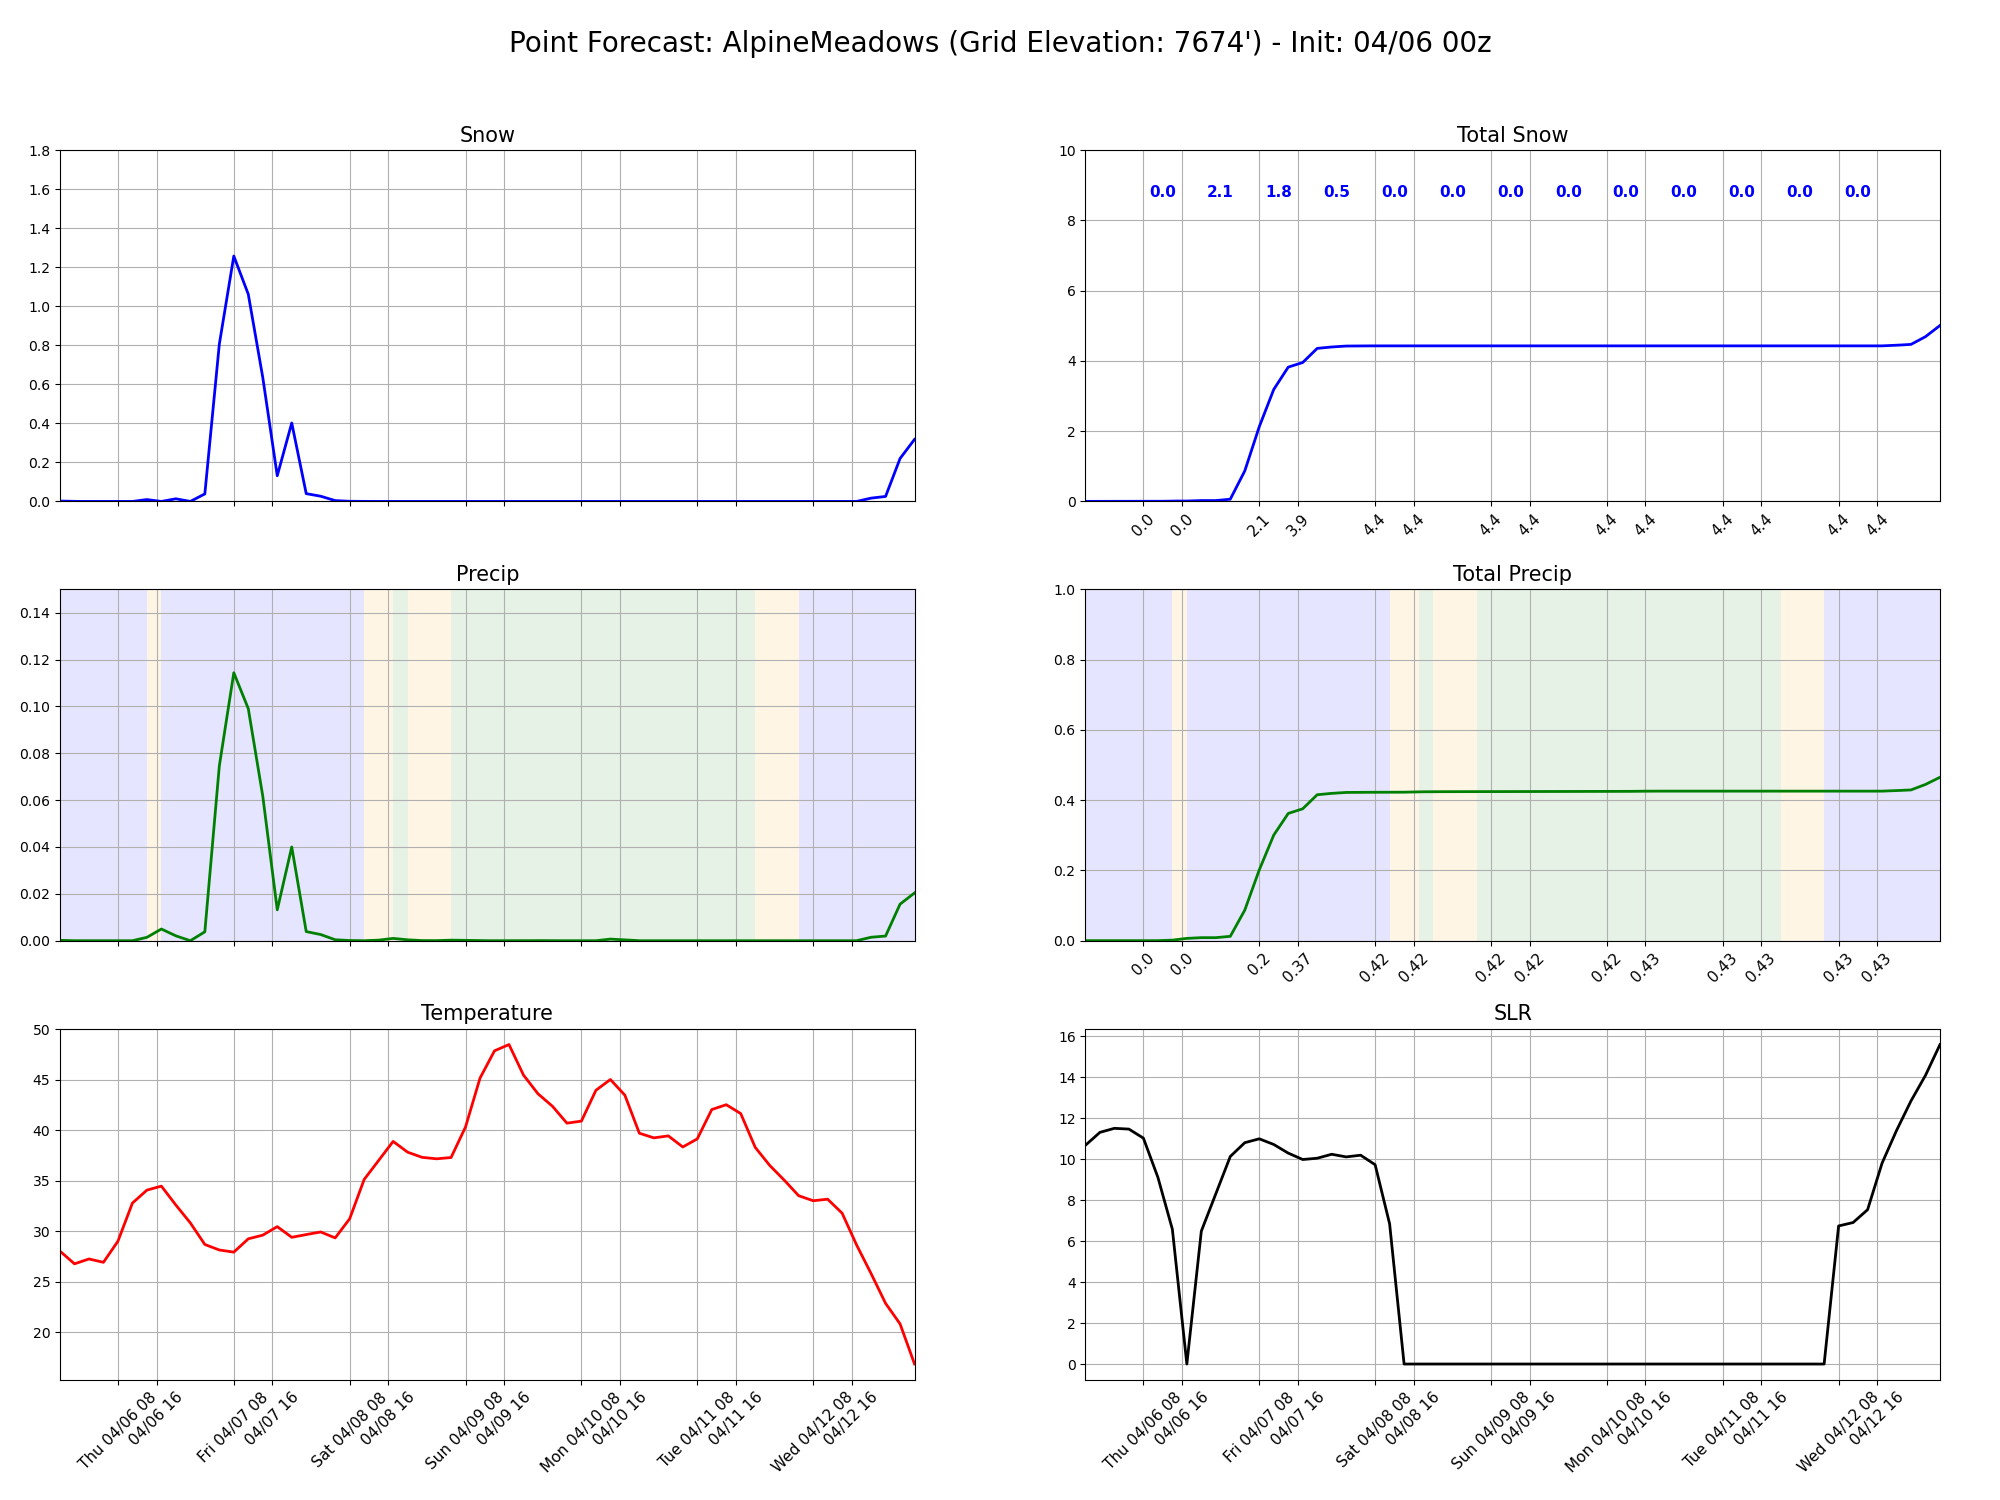 Point Forecast: AlpineMeadows (Grid Elevation: 7674') - Init: 04/06 00z
Snow
1.8
1.6
1.4
1.2
1.0
0.8
0.6
0.4
0.2
0.0
Total Snow
10
8
6
4
2
0
0.0 2.1 1.8 0.5 0.0 0.0 0.0 0.0 0.0 0.0 0.0 0.0 0.0
0.0 0.0 2.1 3.9 4.4 4.4 4.4 4.4 4.4 4.4 4.4 4.4 4.4 4.4
Precip
0.14
0.12
0.10
0.08
0.06
0.04
0.02
0.00
Total Precip
1.0
0.8
0.6
0.4
0.2
0.0
0.0 0.0 0.2 0.37 0.42 0.42 0.42 0.42 0.42 0.43 0.43 0.43 0.43 0.43
Temperature
50
45
40
35
30
25
20
Thu 04/06 08
04/06 16
Fri 04/07 08
04/07 16
Sat 04/08 08
04/08 16
Sun 04/09 08
04/09 16
Mon 04/10 08
04/10 16
Tue 04/11 08
04/11 16
Wed 04/12 08
04/12 16
SLR
16
14
12
10
8
6
4
2
0
Thu 04/06 08
04/06 16
Fri 04/07 08
04/07 16
Sat 04/08 08
04/08 16
Sun 04/09 08
04/09 16
Mon 04/10 08
04/10 16
Tue 04/11 08
04/11 16
Wed 04/12 08
04/12 16